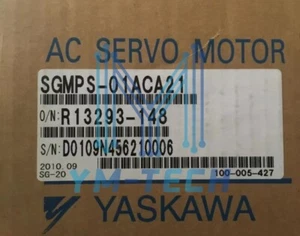 AC SERVO MOTOR
SGMPS-01ACA21
O/N: R13293-148
S/N: D0109N456210006
2010.09
SG-20
100-005-427
YM-TECH
YASKAWA